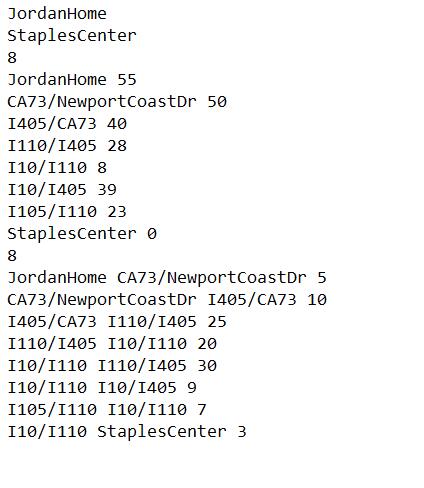 JordanHome
StaplesCenter
8
JordanHome 55
CA73/NewportCoastDr 50
I405/CA73 40
I110/I405 28
I10/I110 8
I10/I405 39
I105/I110 23
StaplesCenter 0
8
JordanHome CA73/NewportCoastDr 5
CA73/NewportCoastDr I405/CA73 10
I405/CA73 I110/I405 25
I110/I405 I10/I110 20
I10/I110 I110/I405 30
I10/I110 I10/I405 9
I105/I110 I10/I110 7
I10/I110 StaplesCenter 3